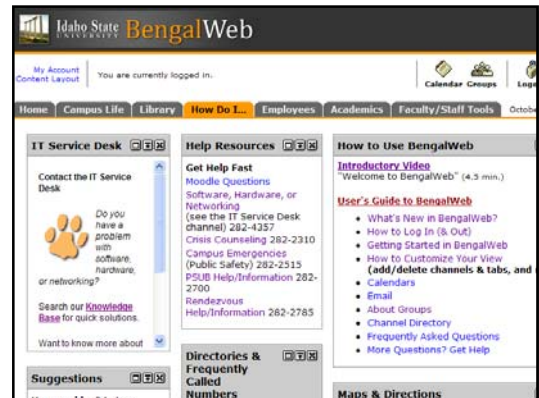 Idaho State
UNIVERSITY
BengalWeb
My Account
Content Layout
You are currently logged in.
Calendar Groups
Home Campus Life Library How Do I... Employees Academics Faculty/Staff Tools
IT Service Desk
Contact the IT Service
Desk
Do you
have a
problem
with
software,
hardware,
or networking?
Search our Knowledge
Base for quick solutions.
Want to know more about
Suggestions
Help Resources
Get Help Fast
Moodle Questions
Software, Hardware, or
Networking
(see the IT Service Desk
channel) 282-4357
Crisis Counseling 282-2310
Campus Emergencies
(Public Safety) 282-2515
PSUB Help/Information 282-
2700
Rendezvous
Help/Information 282-2785
Directories &
Frequently
Called
Numbers
How to Use BengalWeb
Introductory Video
"Welcome to BengalWeb" (4.5 min.)
User's Guide to BengalWeb
What's New in BengalWeb?
How to Log In (& Out)
Getting Started in BengalWeb
How to Customize Your View
(add/delete channels & tabs, and
Calendars
Email
About Groups
Channel Directory
Frequently Asked Questions
More Questions? Get Help
Maps & Directions